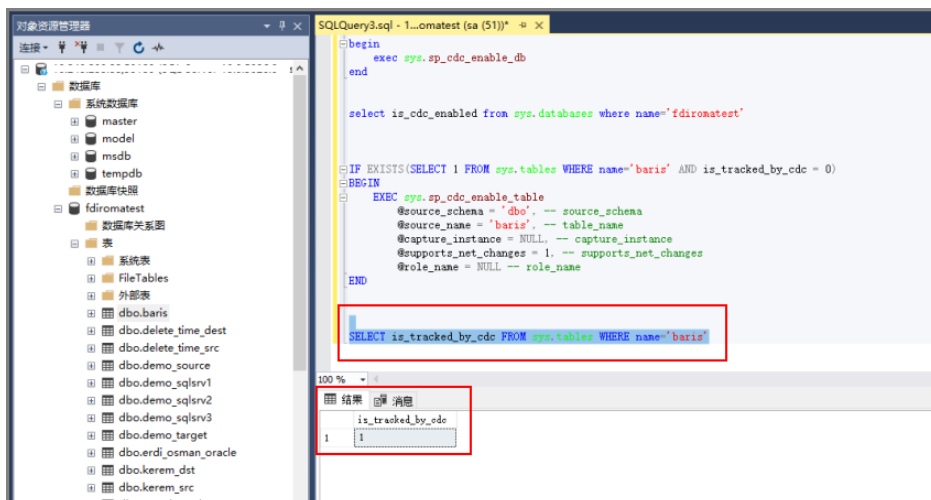 对象资源管理器
连接
数据库
系统数据库
master
model
msdb
tempdb
数据库快照
fdiromatest
数据库关系图
表
系统表
FileTables
外部表
dbo.baris
dbo.delete_time_dest
dbo.delete_time_src
dbo.demo_source
dbo.demo_sqlsrv1
dbo.demo_sqlsrv2
dbo.demo_sqlsrv3
dbo.demo_target
dbo.erdi_osman_oracle
dbo.kerem_dst
dbo.kerem_src
SQLQuery3.sql - 1...omatest (sa (51))*
begin
exec sys.sp_cdc_enable_db
end
select is_cdc_enabled from sys.databases where name='fdiromatest'
IF EXISTS(SELECT 1 FROM sys.tables WHERE name='baris' AND is_tracked_by_cdc = 0)
BEGIN
EXEC sys.sp_cdc_enable_table
@source_schema = 'dbo', -- source_schema
@source_name = 'baris', -- table_name
@capture_instance = NULL, -- capture_instance
@supports_net_changes = 1, -- supports_net_changes
@role_name = NULL -- role_name
END
SELECT is_tracked_by_cdc FROM sys.tables WHERE name='baris'
100 %
结果 消息
is_tracked_by_cdc
1 1